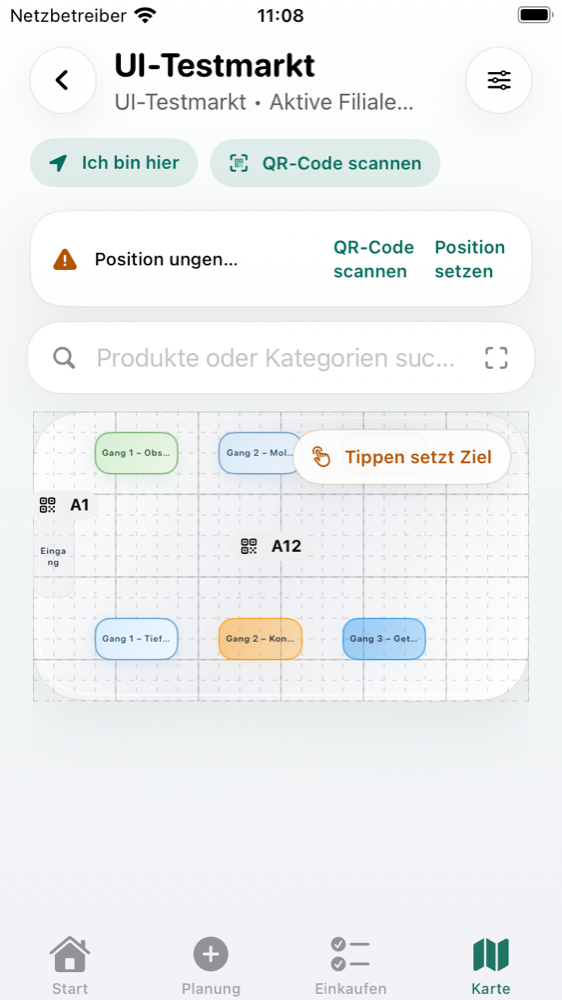 Netzbetreiber
11:08
UI-Testmarkt
UI-Testmarkt • Aktive Filiale...
Ich bin hier
QR-Code scannen
Position ungen...
QR-Code
scannen
Position
setzen
Produkte oder Kategorien suc...
Gang 1 – Obs...
Gang 2 – Mol...
Tippen setzt Ziel
A1
Einga
ng
A12
Gang 1 – Tief...
Gang 2 – Kon...
Gang 3 – Get...
Start
Planung
Einkaufen
Karte